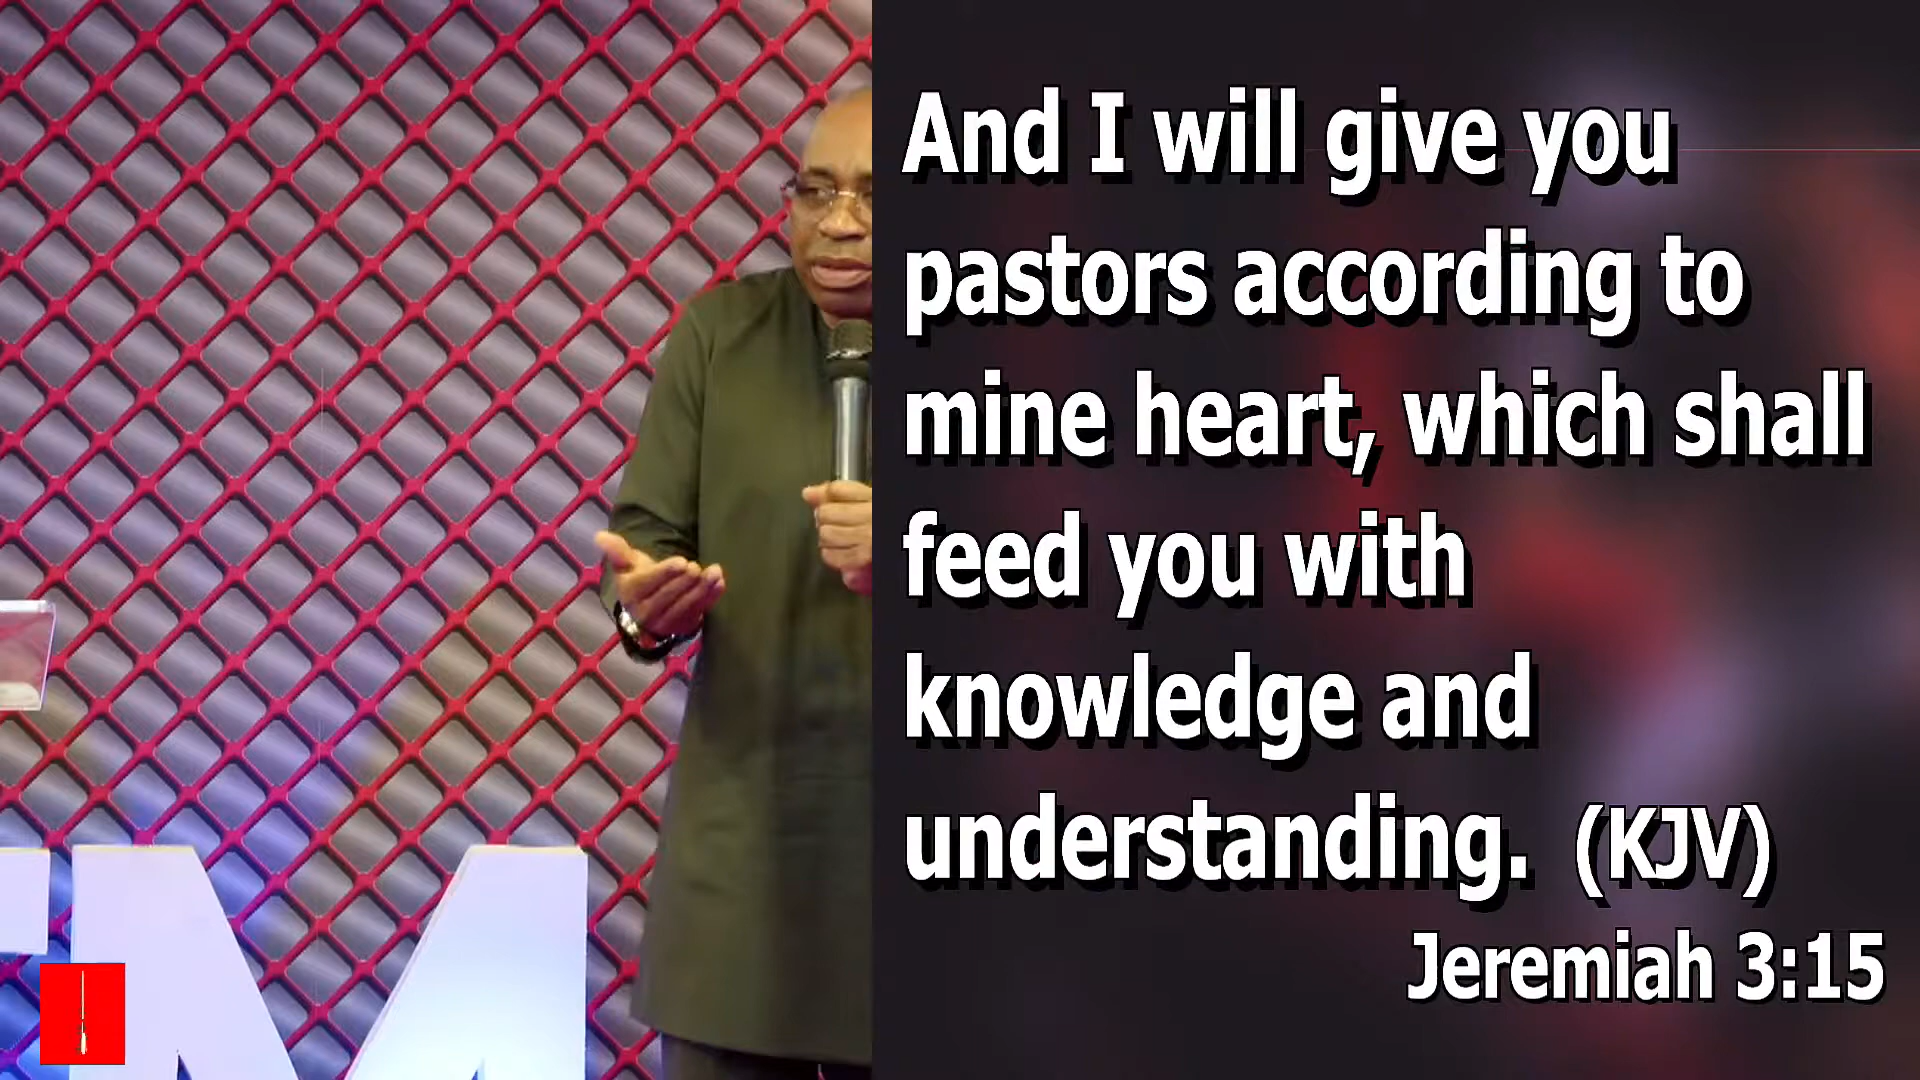 And I will give you
pastors according to
mine heart, which shall
feed you with
knowledge and
understanding. (KJV)
Jeremiah 3:15
M